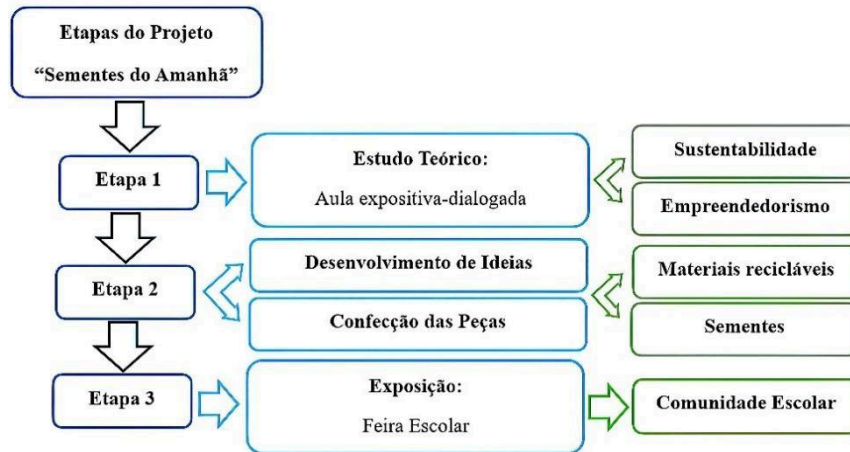 Etapas do Projeto
“Sementes do Amanhã”
Etapa 1
Estudo Teórico:
Aula expositiva-dialogada
Sustentabilidade
Empreendedorismo
Etapa 2
Desenvolvimento de Ideias
Confecção das Peças
Materiais recicláveis
Sementes
Etapa 3
Exposição:
Feira Escolar
Comunidade Escolar